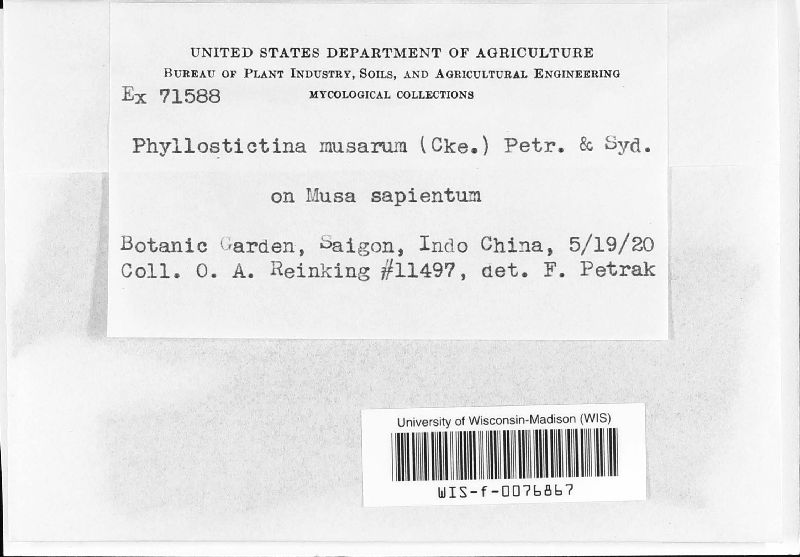 UNITED STATES DEPARTMENT OF AGRICULTURE
BUREAU OF PLANT INDUSTRY, SOILS, AND AGRICULTURAL ENGINEERING
Ex 71588 MYCOLOGICAL COLLECTIONS
Phyllostictina musarum (Cke.) Petr. & Syd.
on Musa sapientum
Botanic Garden, Saigon, Indo China, 5/19/20
Coll. O. A. Reinking #11497, det. F. Petrak
University of Wisconsin-Madison (WIS)
WIS-f-0076867